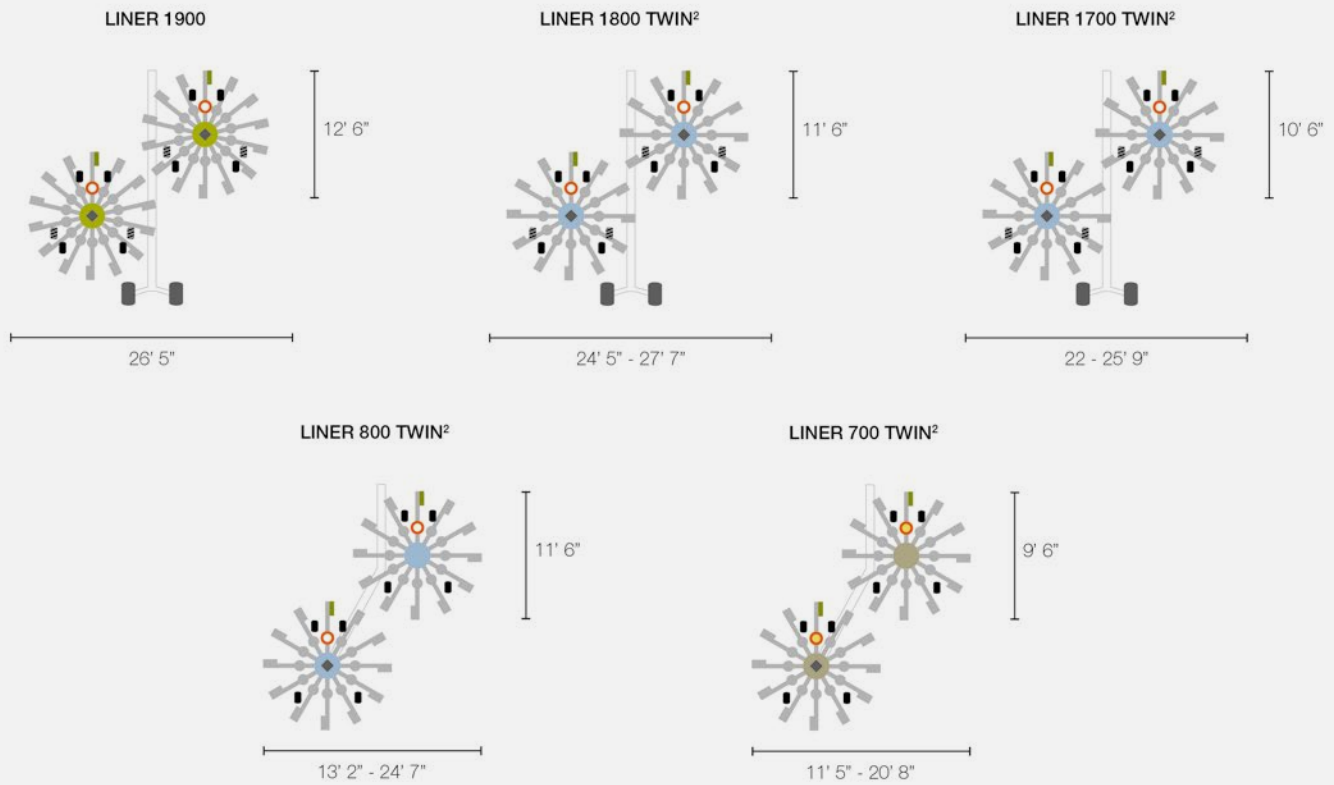 LINER 1900
LINER 1800 TWIN²
LINER 1700 TWIN²
12' 6"
11' 6"
10' 6"
26' 5"
24' 5" - 27' 7"
22 - 25' 9"
LINER 800 TWIN²
LINER 700 TWIN²
11' 6"
9' 6"
13' 2" - 24' 7"
11' 5" - 20' 8"